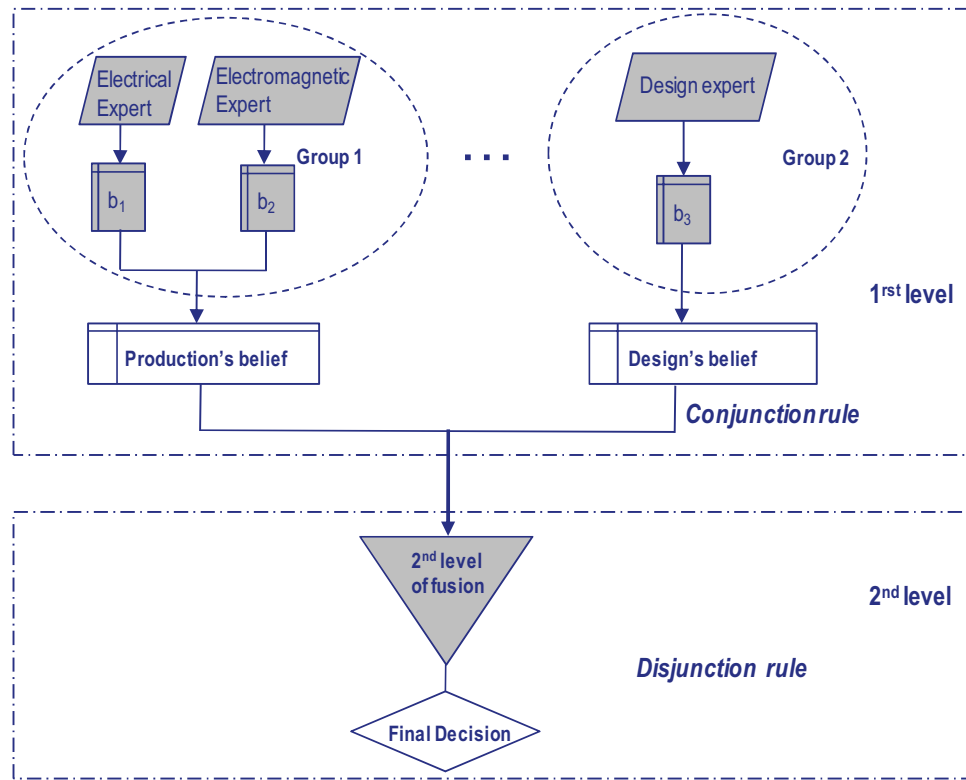 Electrical
Expert
Electromagnetic
Expert
Design expert
Group 1
. . .
Group 2
b₁
b₂
b₃
1rst level
Production's belief
Design's belief
Conjunction rule
2nd level
of fusion
2nd level
Disjunction rule
Final Decision